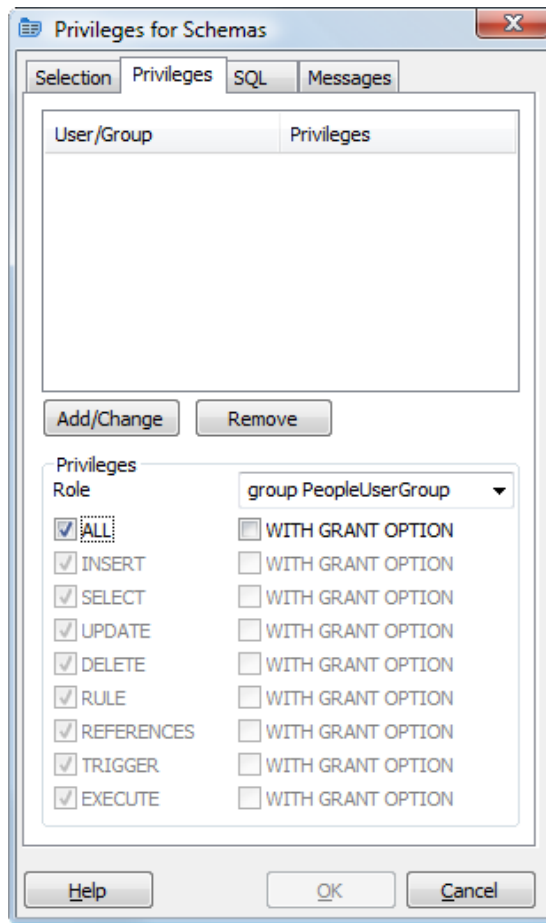 Privileges for Schemas
Selection Privileges SQL Messages
User/Group Privileges
Add/Change Remove
Privileges
Role group PeopleUserGroup
ALL WITH GRANT OPTION
INSERT WITH GRANT OPTION
SELECT WITH GRANT OPTION
UPDATE WITH GRANT OPTION
DELETE WITH GRANT OPTION
RULE WITH GRANT OPTION
REFERENCES WITH GRANT OPTION
TRIGGER WITH GRANT OPTION
EXECUTE WITH GRANT OPTION
Help OK Cancel